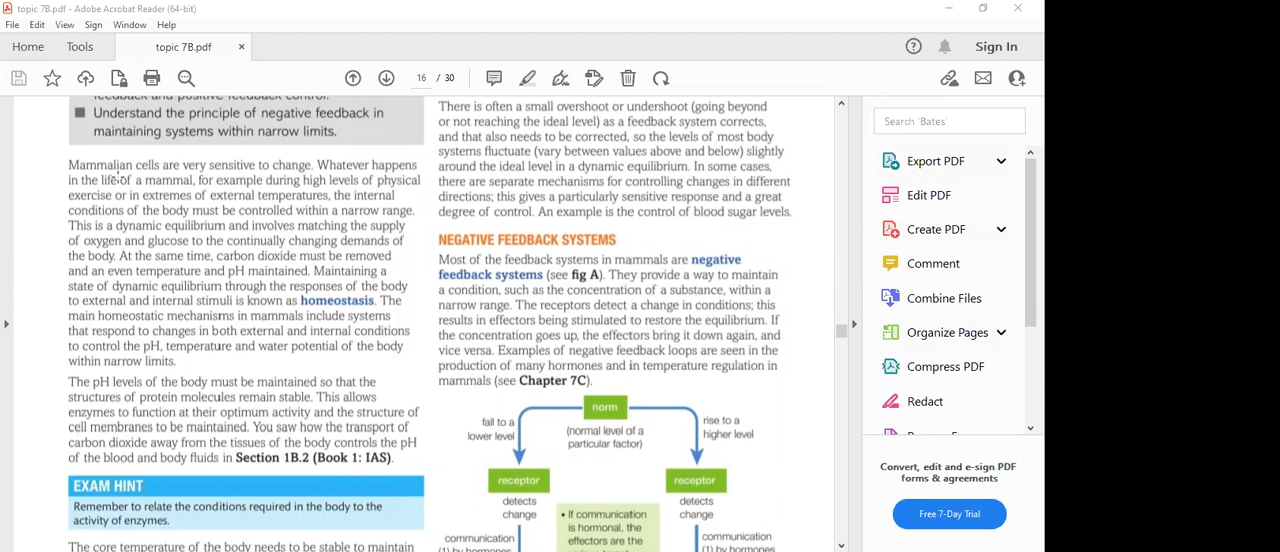 topic 7B.pdf - Adobe Acrobat Reader (64-bit)
File Edit View Sign Window Help
Home Tools topic 7B.pdf × Sign In
16 / 30
feedback and positive feedback control.
■ Understand the principle of negative feedback in
maintaining systems within narrow limits.
Mammalian cells are very sensitive to change. Whatever happens
in the life of a mammal, for example during high levels of physical
exercise or in extremes of external temperatures, the internal
conditions of the body must be controlled within a narrow range.
This is a dynamic equilibrium and involves matching the supply
of oxygen and glucose to the continually changing demands of
the body. At the same time, carbon dioxide must be removed
and an even temperature and pH maintained. Maintaining a
state of dynamic equilibrium through the responses of the body
to external and internal stimuli is known as homeostasis. The
main homeostatic mechanisms in mammals include systems
that respond to changes in both external and internal conditions
to control the pH, temperature and water potential of the body
within narrow limits.
The pH levels of the body must be maintained so that the
structures of protein molecules remain stable. This allows
enzymes to function at their optimum activity and the structure of
cell membranes to be maintained. You saw how the transport of
carbon dioxide away from the tissues of the body controls the pH
of the blood and body fluids in Section 1B.2 (Book 1: IAS).
EXAM HINT
Remember to relate the conditions required in the body to the
activity of enzymes.
The core temperature of the body needs to be stable to maintain
There is often a small overshoot or undershoot (going beyond
or not reaching the ideal level) as a feedback system corrects,
and that also needs to be corrected, so the levels of most body
systems fluctuate (vary between values above and below) slightly
around the ideal level in a dynamic equilibrium. In some cases,
there are separate mechanisms for controlling changes in different
directions; this gives a particularly sensitive response and a great
degree of control. An example is the control of blood sugar levels.
NEGATIVE FEEDBACK SYSTEMS
Most of the feedback systems in mammals are negative
feedback systems (see fig A). They provide a way to maintain
a condition, such as the concentration of a substance, within a
narrow range. The receptors detect a change in conditions; this
results in effectors being stimulated to restore the equilibrium. If
the concentration goes up, the effectors bring it down again, and
vice versa. Examples of negative feedback loops are seen in the
production of many hormones and in temperature regulation in
mammals (see Chapter 7C).
norm
(normal level of a
particular factor)
fall to a
lower level
rise to a
higher level
receptor
receptor
detects
change
detects
change
• If communication
is hormonal, the
effectors are the
communication
(1) by hormones
communication
(1) by hormones
Search 'Bates'
Export PDF
Edit PDF
Create PDF
Comment
Combine Files
Organize Pages
Compress PDF
Redact
Convert, edit and e-sign PDF
forms & agreements
Free 7-Day Trial